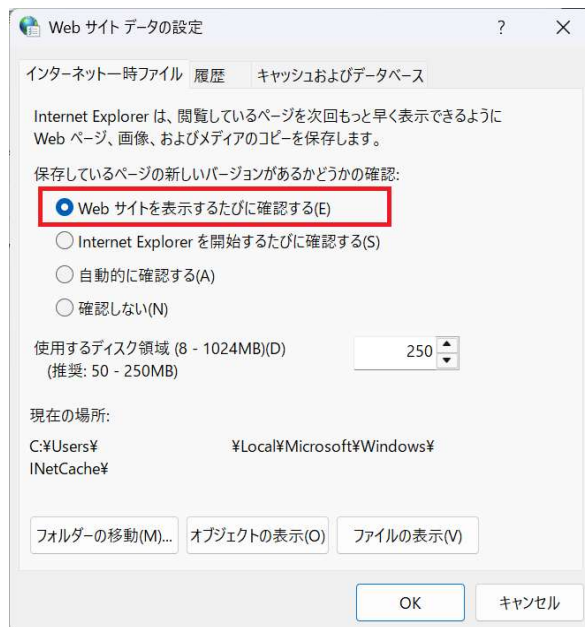 Web サイト データの設定 ?
インターネット一時ファイル 履歴 キャッシュおよびデータベース
Internet Explorer は、閲覧しているページを次回もっと早く表示できるように
Web ページ、画像、およびメディアのコピーを保存します。
保存しているページの新しいバージョンがあるかどうかの確認:
Web サイトを表示するたびに確認する(E)
Internet Explorer を開始するたびに確認する(S)
自動的に確認する(A)
確認しない(N)
使用するディスク領域 (8 - 1024MB)(D) 250
(推奨: 50 - 250MB)
現在の場所:
C:¥Users¥ ¥Local¥Microsoft¥Windows¥
INetCache¥
フォルダーの移動(M)... オブジェクトの表示(O) ファイルの表示(V)
OK キャンセル